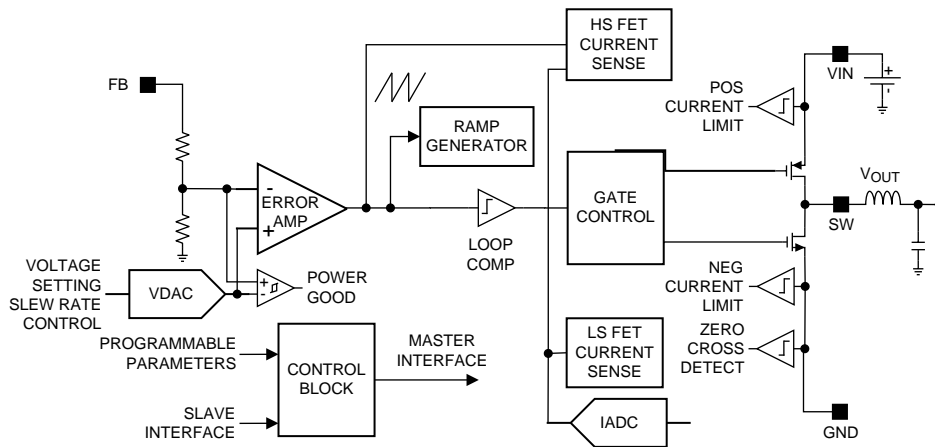 HS FET
CURRENT
SENSE
VIN
+
-
FB
POS
CURRENT
LIMIT
RAMP
GENERATOR
VOUT
-
ERROR
AMP
+
GATE
CONTROL
SW
LOOP
COMP
VOLTAGE
SETTING
SLEW RATE
CONTROL
VDAC
+
-
POWER
GOOD
NEG
CURRENT
LIMIT
PROGRAMMABLE
PARAMETERS
CONTROL
BLOCK
MASTER
INTERFACE
LS FET
CURRENT
SENSE
ZERO
CROSS
DETECT
SLAVE
INTERFACE
IADC
GND